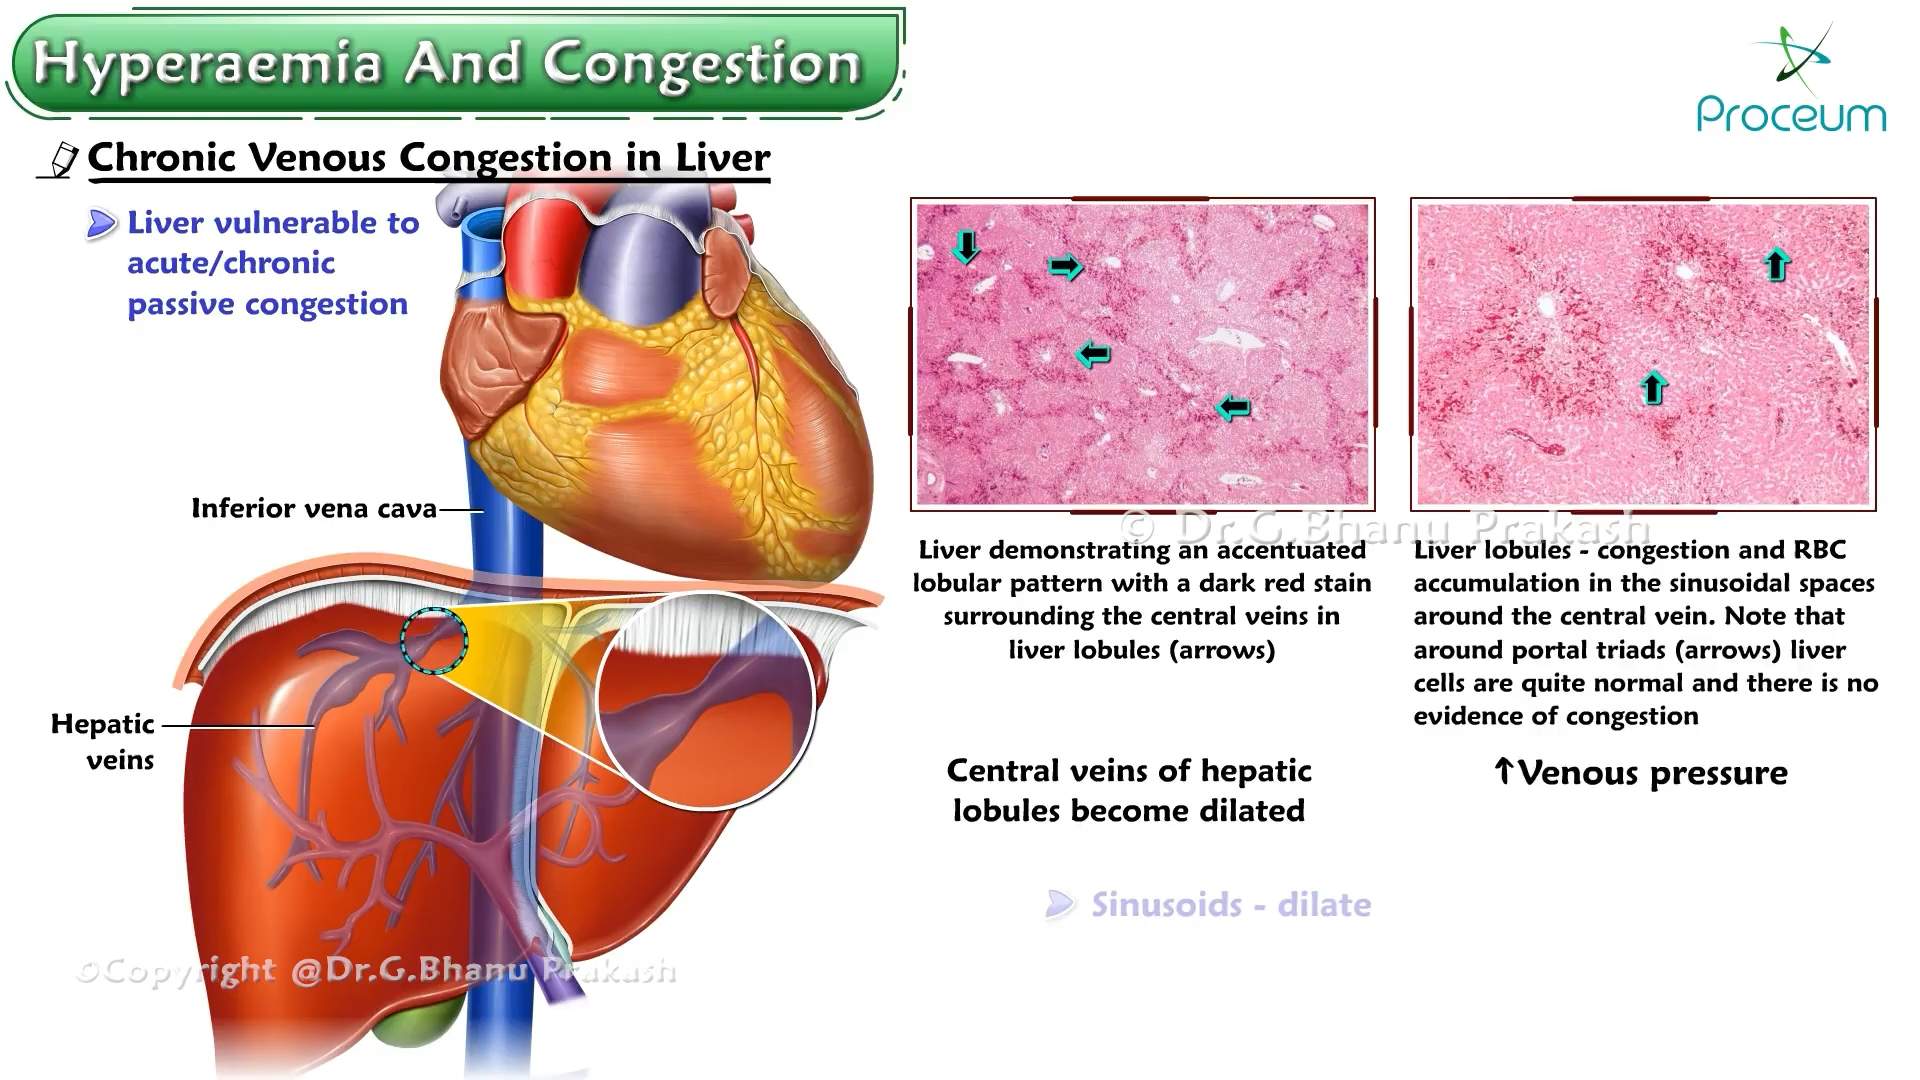 Hyperaemia And Congestion
Proceum
Chronic Venous Congestion in Liver
Liver vulnerable to
acute/chronic
passive congestion
Inferior vena cava
Hepatic
veins
© Dr.G.Bhanu Prakash
Liver demonstrating an accentuated
lobular pattern with a dark red stain
surrounding the central veins in
liver lobules (arrows)
Liver lobules - congestion and RBC
accumulation in the sinusoidal spaces
around the central vein. Note that
around portal triads (arrows) liver
cells are quite normal and there is no
evidence of congestion
Central veins of hepatic
lobules become dilated
↑Venous pressure
Sinusoids - dilate
©Copyright @Dr.G.Bhanu Prakash